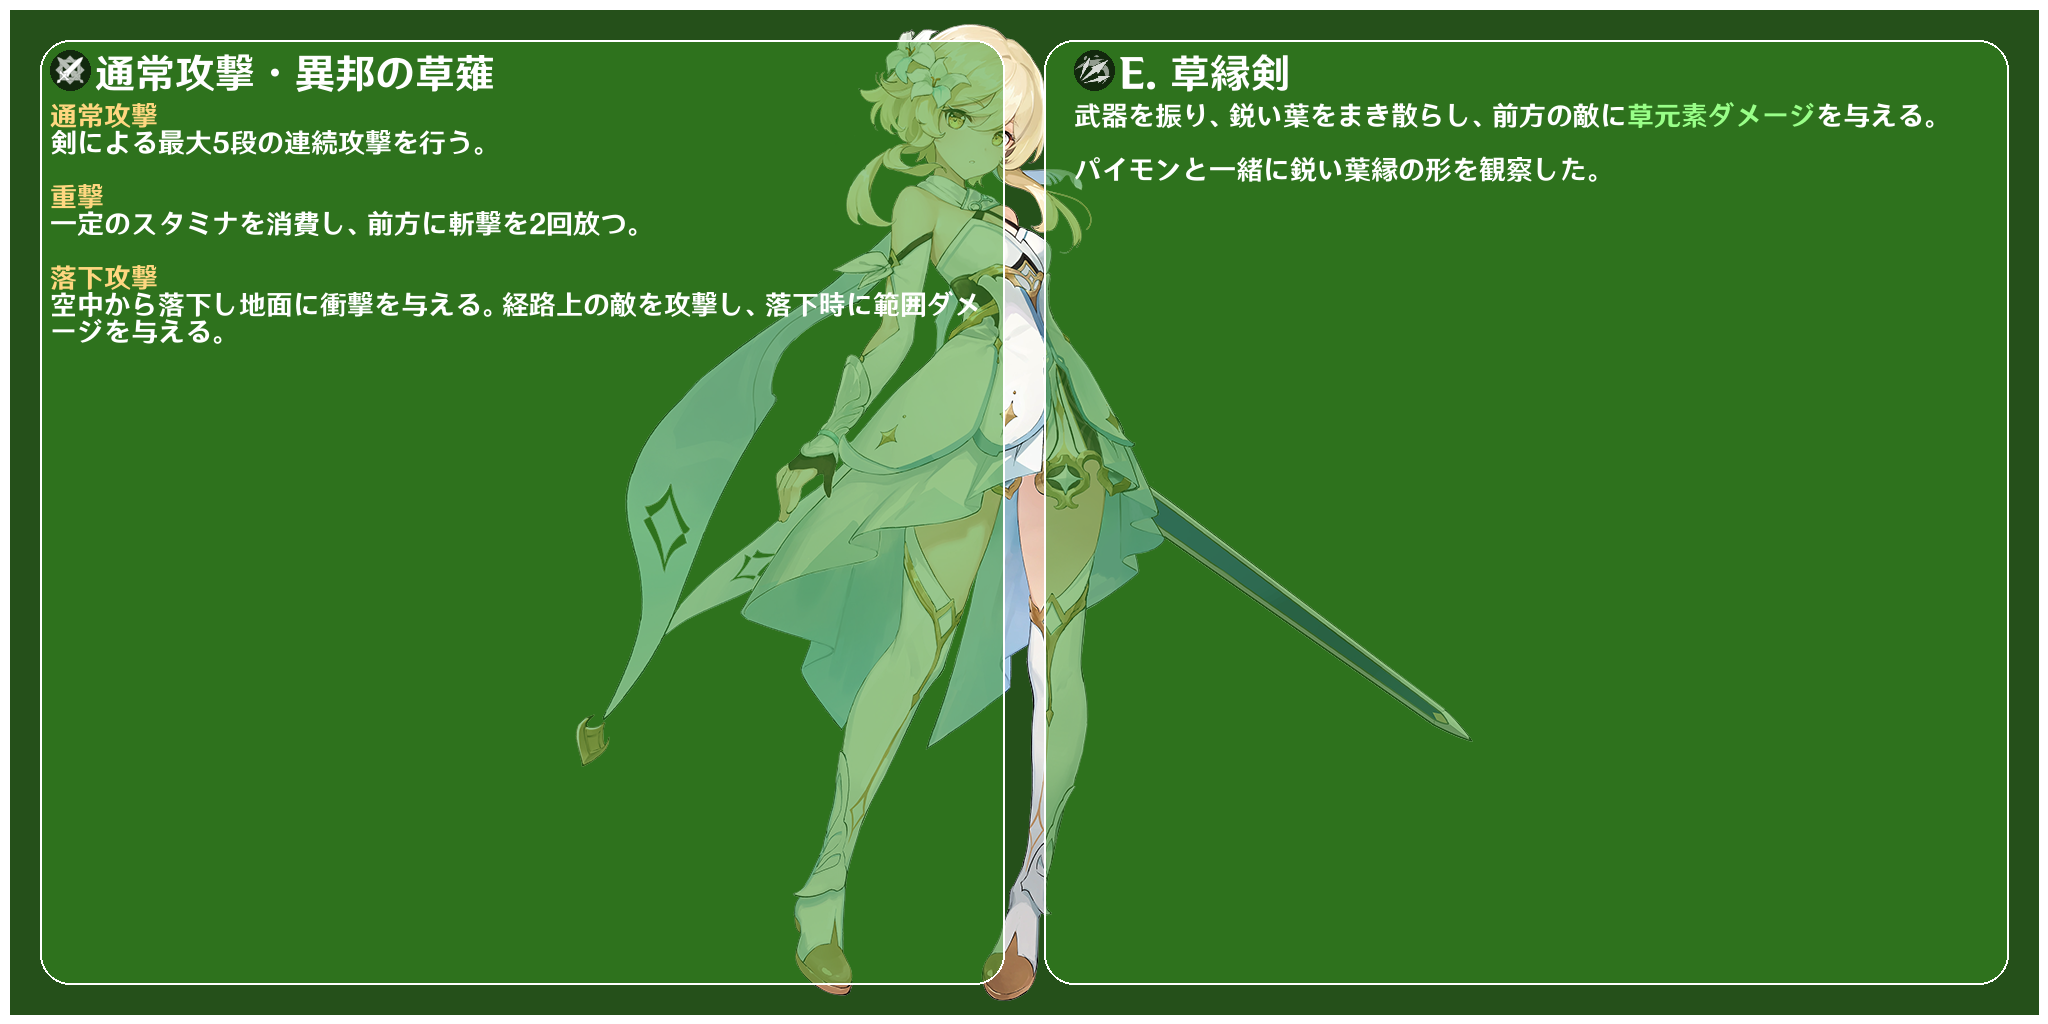 通常攻撃・異邦の草薙
通常攻撃
剣による最大5段の連続攻撃を行う。
重撃
一定のスタミナを消費し、前方に斬撃を2回放つ。
落下攻撃
空中から落下し地面に衝撃を与える。経路上の敵を攻撃し、落下時に範囲ダメ
ージを与える。
E. 草縁剣
武器を振り、鋭い葉をまき散らし、前方の敵に草元素ダメージを与える。
パイモンと一緒に鋭い葉縁の形を観察した。